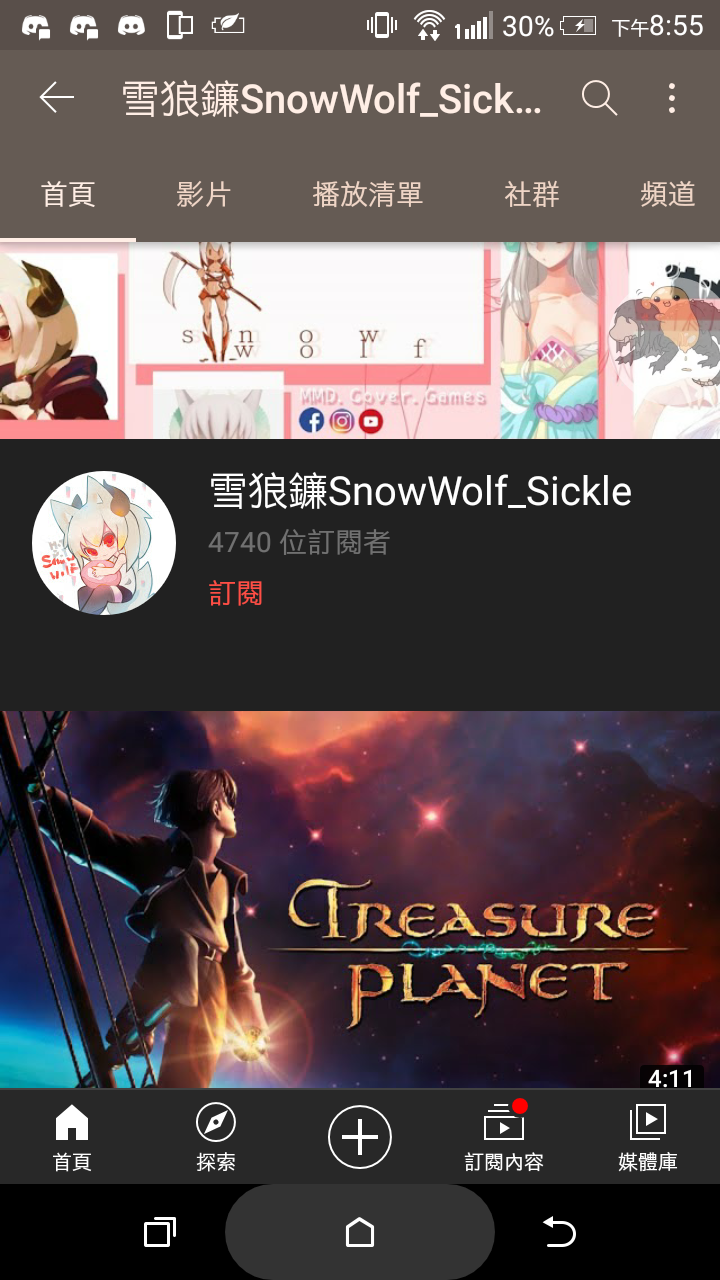 30% 下午8:55
雪狼鐮SnowWolf_Sick...
首頁 影片 播放清單 社群 頻道
s n o w
w o l f
MMD.Cover.Games
雪狼鐮SnowWolf_Sickle
4740 位訂閱者
訂閱
Snow
Wolf
TREASURE
PLANET
4:11
首頁 探索 訂閱內容 媒體庫